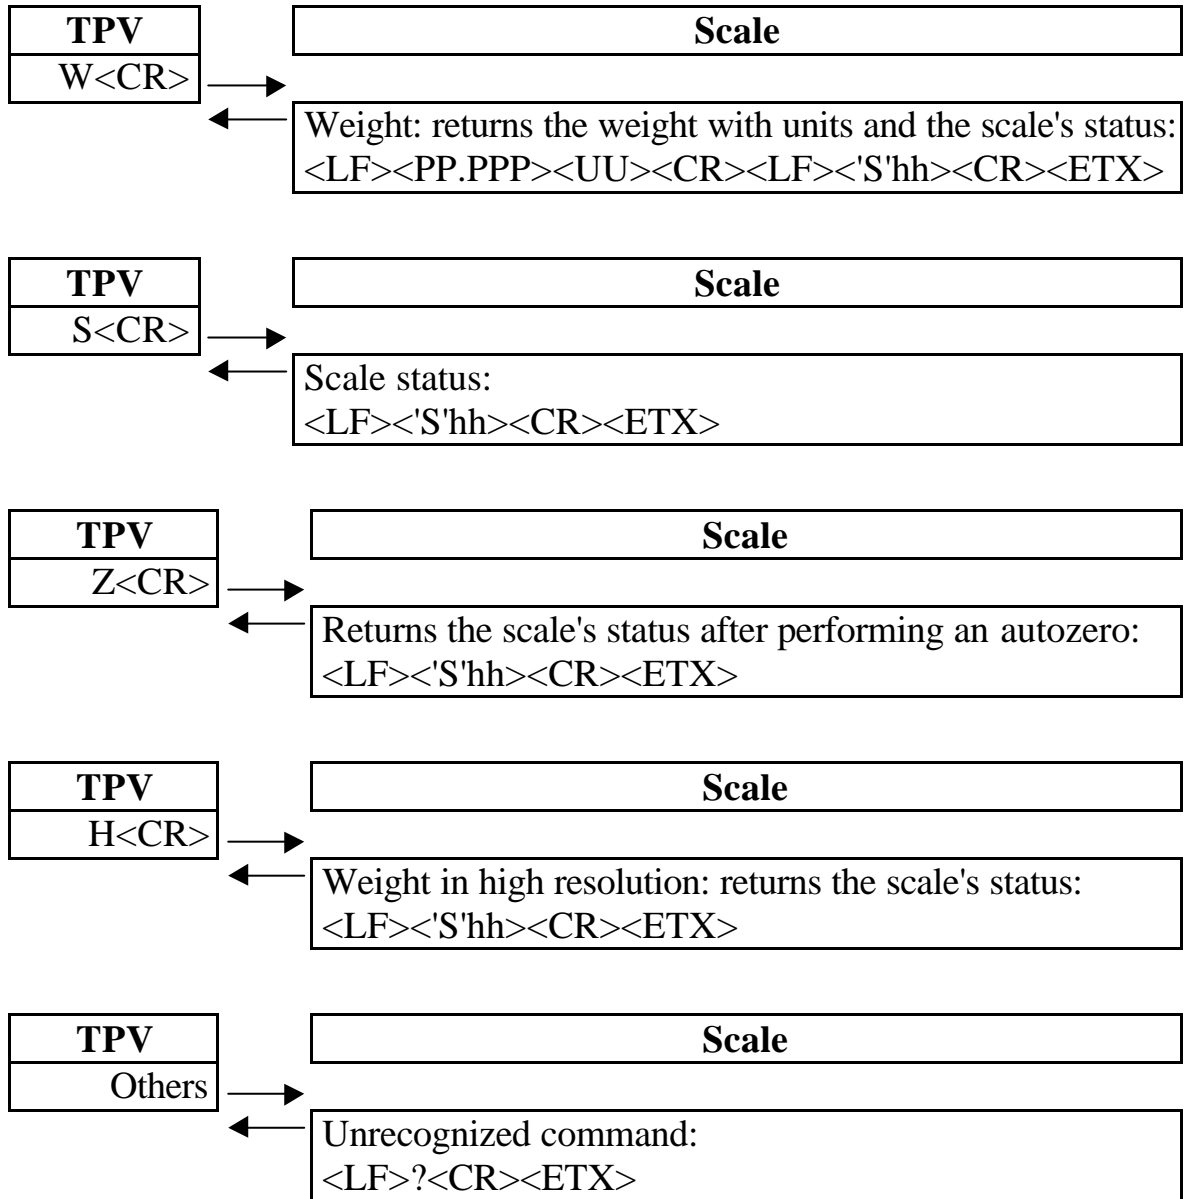 TPV
Scale
W<CR>
Weight: returns the weight with units and the scale's status:
<LF><PP.PPP><UU><CR><LF><'S'hh><CR><ETX>
TPV
Scale
S<CR>
Scale status:
<LF><'S'hh><CR><ETX>
TPV
Scale
Z<CR>
Returns the scale's status after performing an autozero:
<LF><'S'hh><CR><ETX>
TPV
Scale
H<CR>
Weight in high resolution: returns the scale's status:
<LF><'S'hh><CR><ETX>
TPV
Scale
Others
Unrecognized command:
<LF>?<CR><ETX>